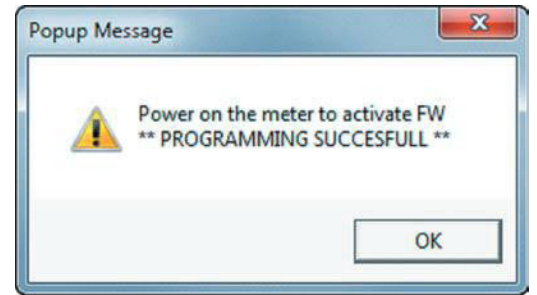 Popup Message
Power on the meter to activate FW
** PROGRAMMING SUCCESFULL **
OK